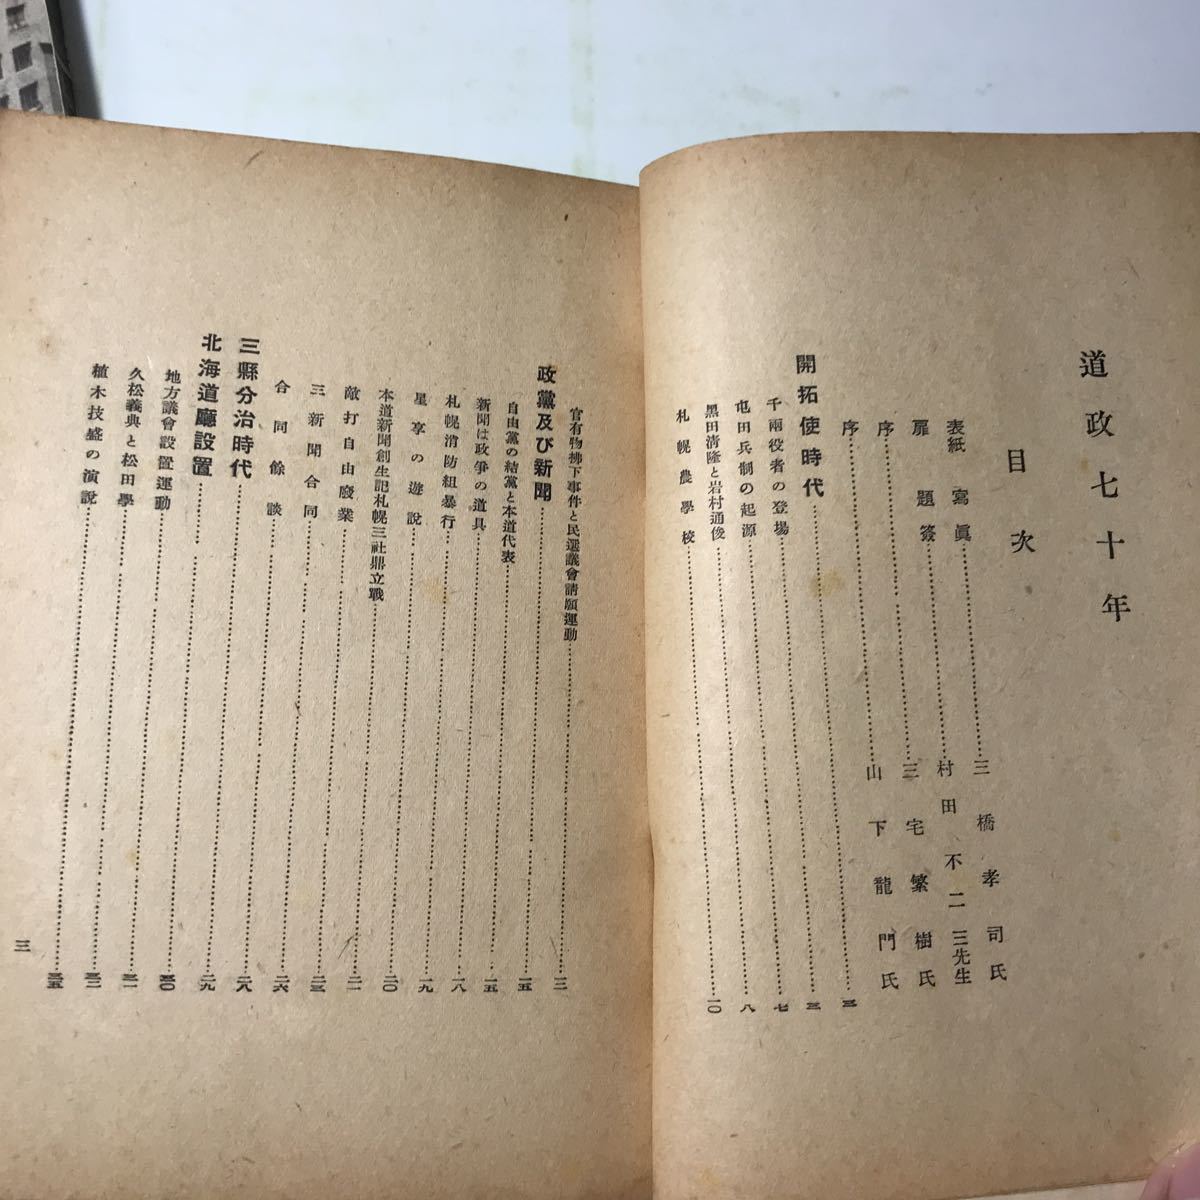 道政七十年
目次
表紙寫眞…………三橋孝司氏
扉題簽…………村田不二三先生
序…………三宅繁樹氏
序…………山下龍門氏
開拓使時代…………三
千兩役者の登場…………七
屯田兵制の起源…………八
黑田清隆と岩村通俊
札幌農學校…………一〇
官有物拂下事件と民選議會請願運動…………一二
政黨及び新聞…………一五
自由黨の結黨と本道代表…………一五
新聞は政爭の道具…………一八
札幌消防組暴行…………一九
星享の遊說…………二〇
本道新聞創生記札幌三社鼎立戰…………二一
敵打自由廢業…………二三
三新聞合同…………二六
合同餘談…………二八
三縣分治時代…………二九
北海道廳設置…………三〇
地方議會設置運動…………三一
久松義典と松田學…………三二
植木技盛の演說…………三五
三